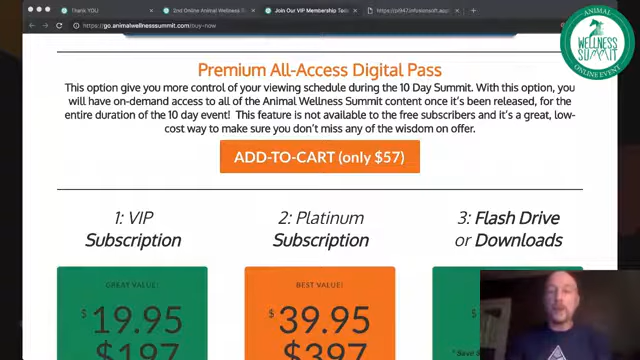 Thank YOU
2nd Online Animal Wellness S
Join Our VIP Membership Toda
https://go.animalwellnesssummit.com/buy-now
ANIMAL
WELLNESS
SUMMIT
ONLINE EVENT
Premium All-Access Digital Pass
This option give you more control of your viewing schedule during the 10 Day Summit. With this option, you
will have on-demand access to all of the Animal Wellness Summit content once it's been released, for the
entire duration of the 10 day event! This feature is not available to the free subscribers and it's a great, low-
cost way to make sure you don't miss any of the wisdom on offer.
ADD-TO-CART (only $57)
1: VIP
Subscription
2: Platinum
Subscription
3: Flash Drive
or Downloads
GREAT VALUE!
$19.95
$197
BEST VALUE!
$39.95
$397
$
* Save